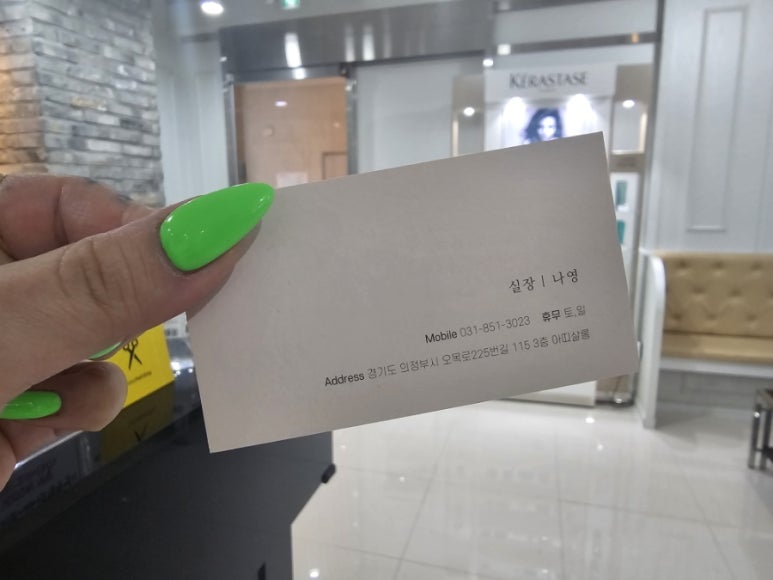 KÉRASTASE
실장 | 나영
Mobile 031-851-3023 휴무 토,일
Address 경기도 의정부시 오목로225번길 115 3층 아띠살롱